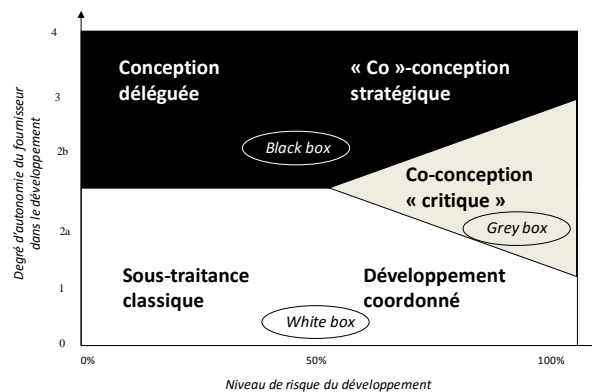 4
Conception
déléguée
« Co »-conception
stratégique
3
Black box
2b
Co-conception
« critique »
Grey box
2a
Sous-traitance
classique
Développement
coordonné
1
White box
0
0%
50%
100%
Niveau de risque du développement
Degré d'autonomie du fournisseur
dans le développement